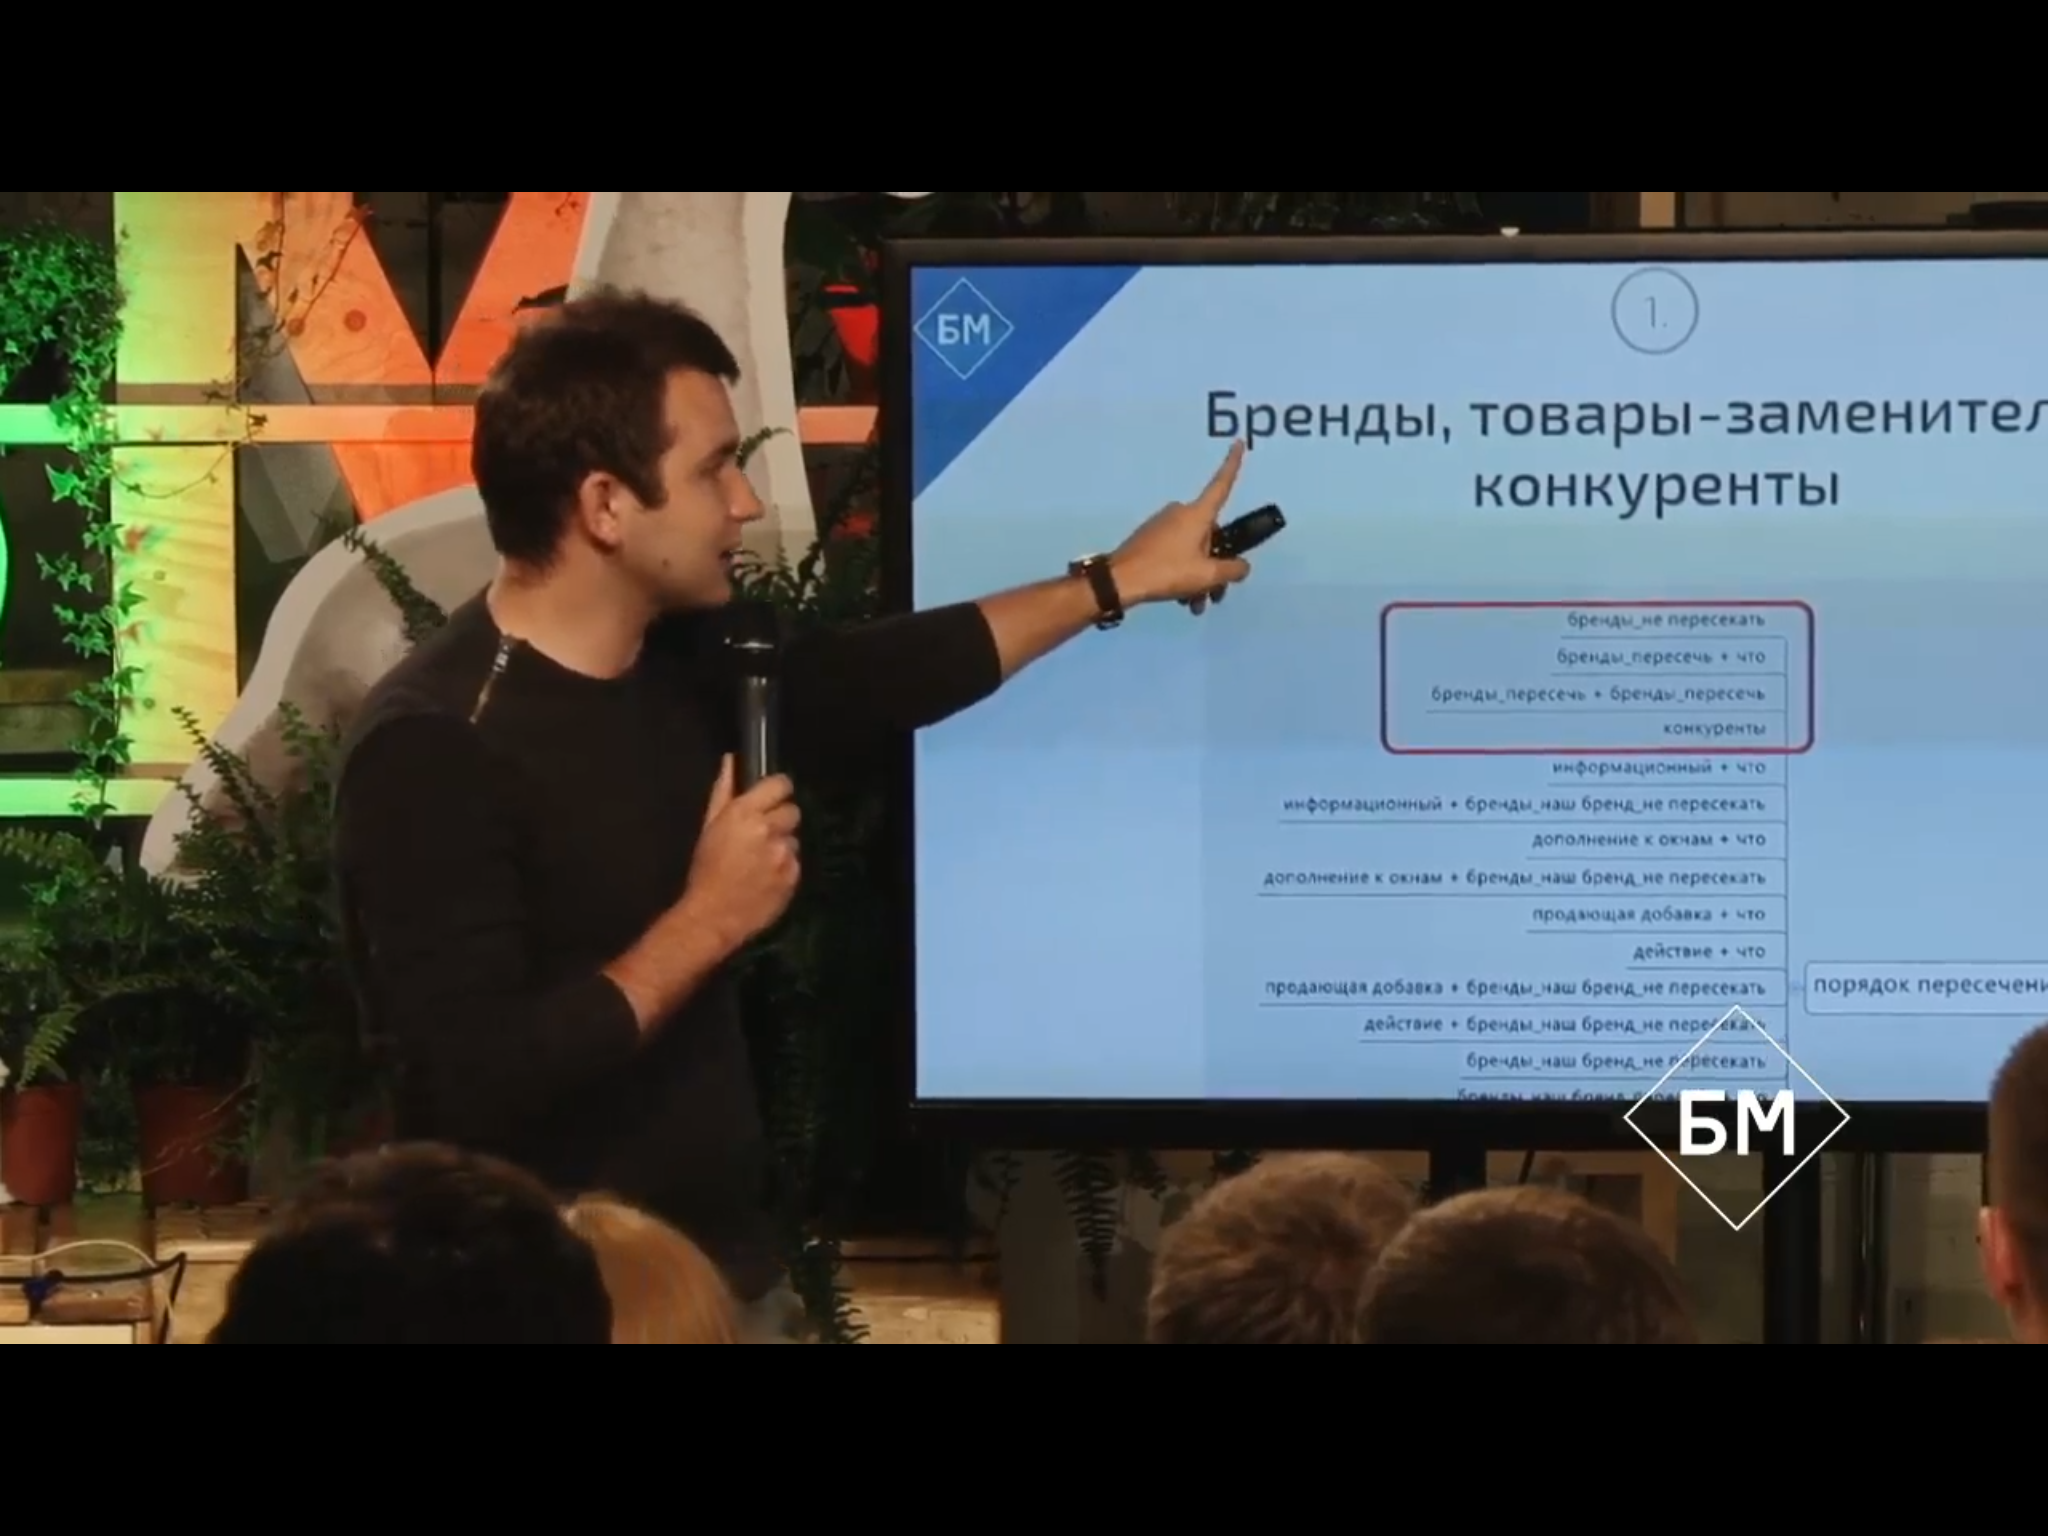 БМ
1.
Бренды, товары-заменител
конкуренты
бренды_не пересекать
бренды_пересечь + что
бренды_пересечь + бренды_пересечь
конкуренты
информационный + что
информационный + бренды_наш бренд_не пересекать
дополнение к окнам + что
дополнение к окнам + бренды_наш бренд_не пересекать
продающая добавка + что
действие + что
продающая добавка + бренды_наш бренд_не пересекать
порядок пересечени
действие + бренды_наш бренд_не пересекать
бренды_наш бренд_не пересекать
бренды_наш бренд
БМ